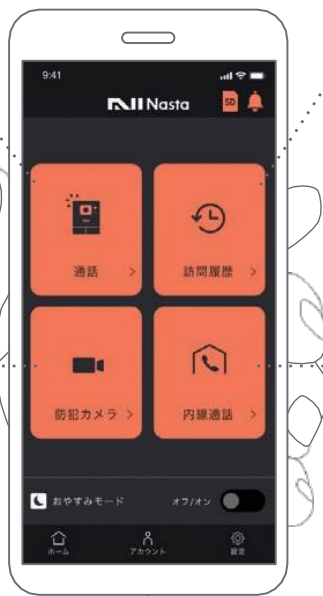 9:41
Nasta
SD
通話 >
訪問履歴 >
防犯カメラ >
内線通話 >
おやすみモード オフ/オン
ホーム アカウント 設定